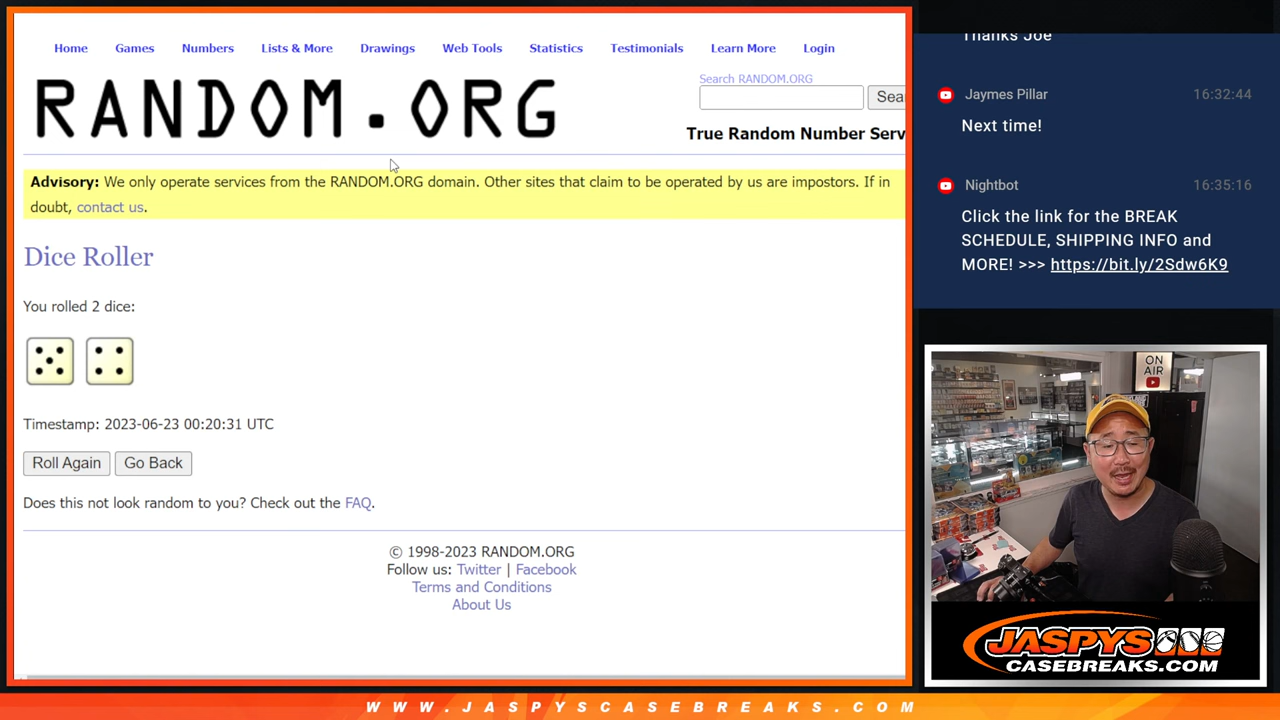 Home Games Numbers Lists & More Drawings Web Tools Statistics Testimonials Learn More Login
RANDOM.ORG
Search RANDOM.ORG
Sear
True Random Number Serv
Advisory: We only operate services from the RANDOM.ORG domain. Other sites that claim to be operated by us are impostors. If in
doubt, contact us.
Dice Roller
You rolled 2 dice:
Timestamp: 2023-06-23 00:20:31 UTC
Roll Again Go Back
Does this not look random to you? Check out the FAQ.
© 1998-2023 RANDOM.ORG
Follow us: Twitter | Facebook
Terms and Conditions
About Us
Thanks Joe
Jaymes Pillar 16:32:44
Next time!
Nightbot 16:35:16
Click the link for the BREAK
SCHEDULE, SHIPPING INFO and
MORE! >>> https://bit.ly/2Sdw6K9
ON
AIR
JASPYS
CASEBREAKS.COM
WWW.JASPYSCASEBREAKS.COM